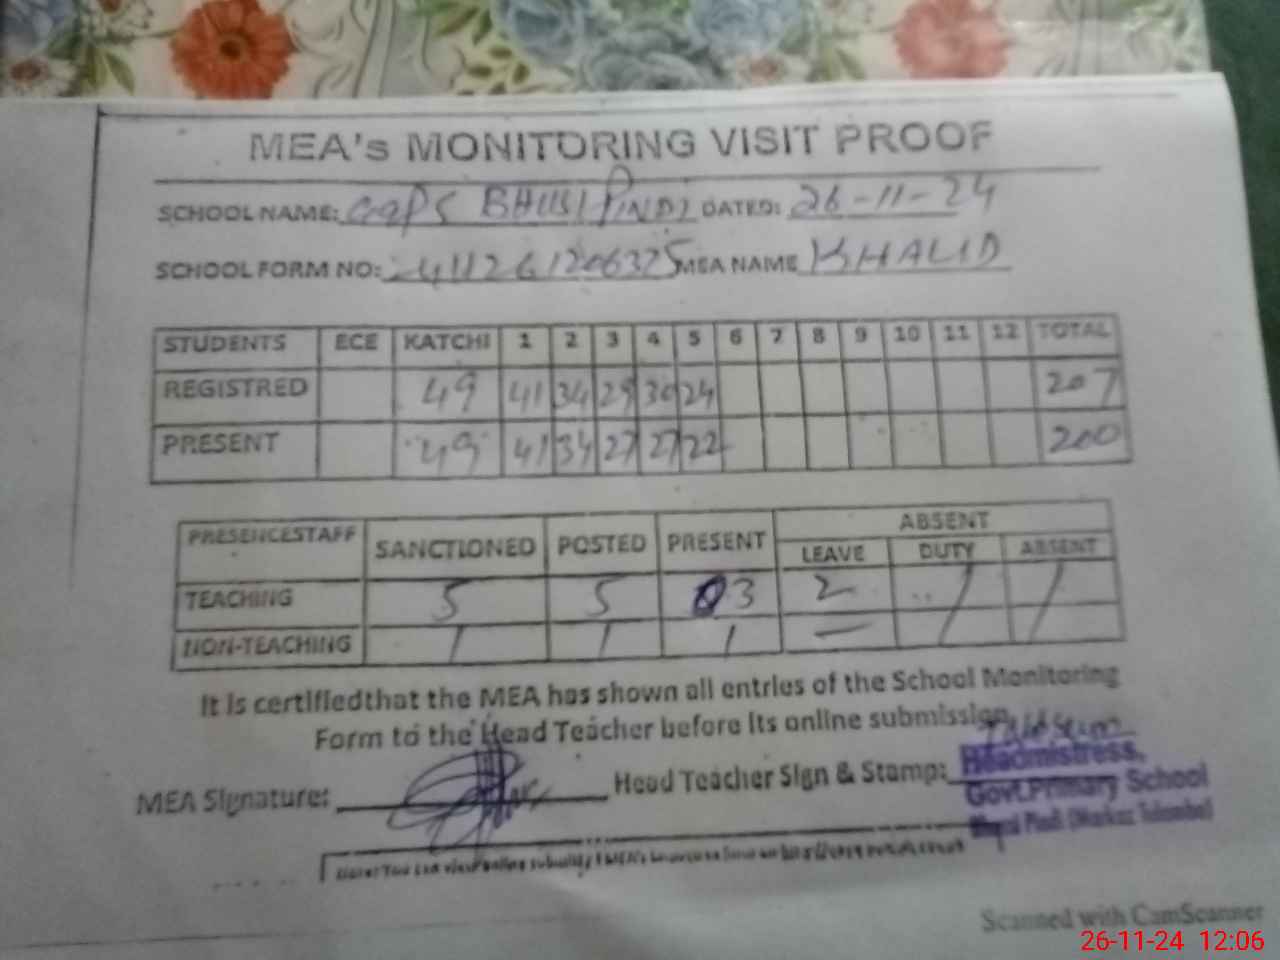 MEA's MONITORING VISIT PROOF
SCHOOL NAME: GGPS BHUSI PINDI DATED: 26-11-24
SCHOOL FORM NO: 2411261206325 MEA NAME KHALID
STUDENTS ECE KATCHI 1 2 3 4 5 6 7 8 9 10 11 12 TOTAL
REGISTRED 49 41 34 29 30 24 207
PRESENT 49 41 34 27 27 22 200
PRESENCESTAFF SANCTIONED POSTED PRESENT ABSENT
LEAVE DUTY ABSENT
TEACHING 5 5 03 2 / /
NON-TEACHING 1 1 1 —
It is certifiedthat the MEA has shown all entries of the School Monitoring
Form to the Head Teacher before its online submission.
MEA Signature: Head Teacher Sign & Stamp:
Headmistress,
Govt.Primary School
Pindi (Markaz
Scanned with CamScanner
26-11-24 12:06